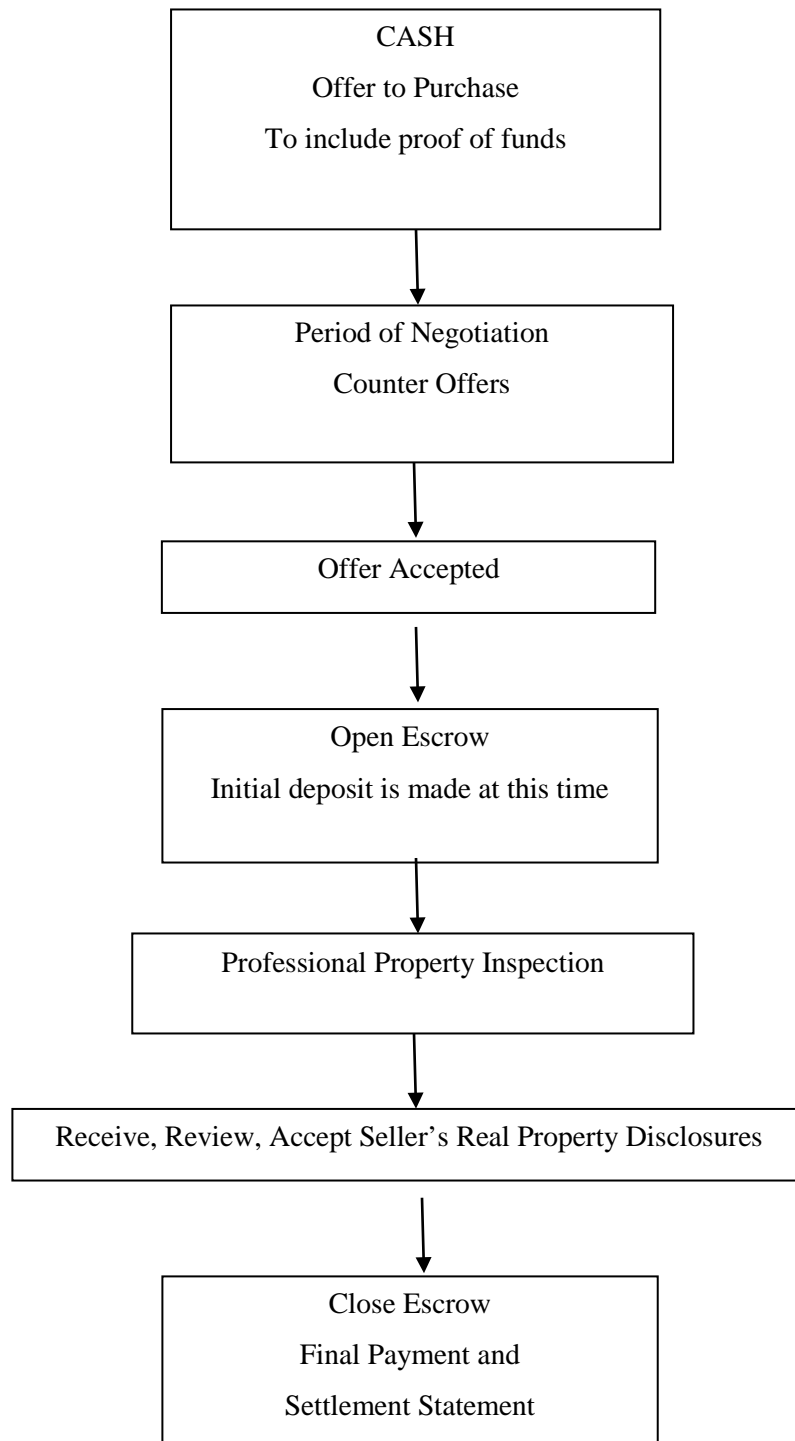 CASH
Offer to Purchase
To include proof of funds
Period of Negotiation
Counter Offers
Offer Accepted
Open Escrow
Initial deposit is made at this time
Professional Property Inspection
Receive, Review, Accept Seller’s Real Property Disclosures
Close Escrow
Final Payment and
Settlement Statement